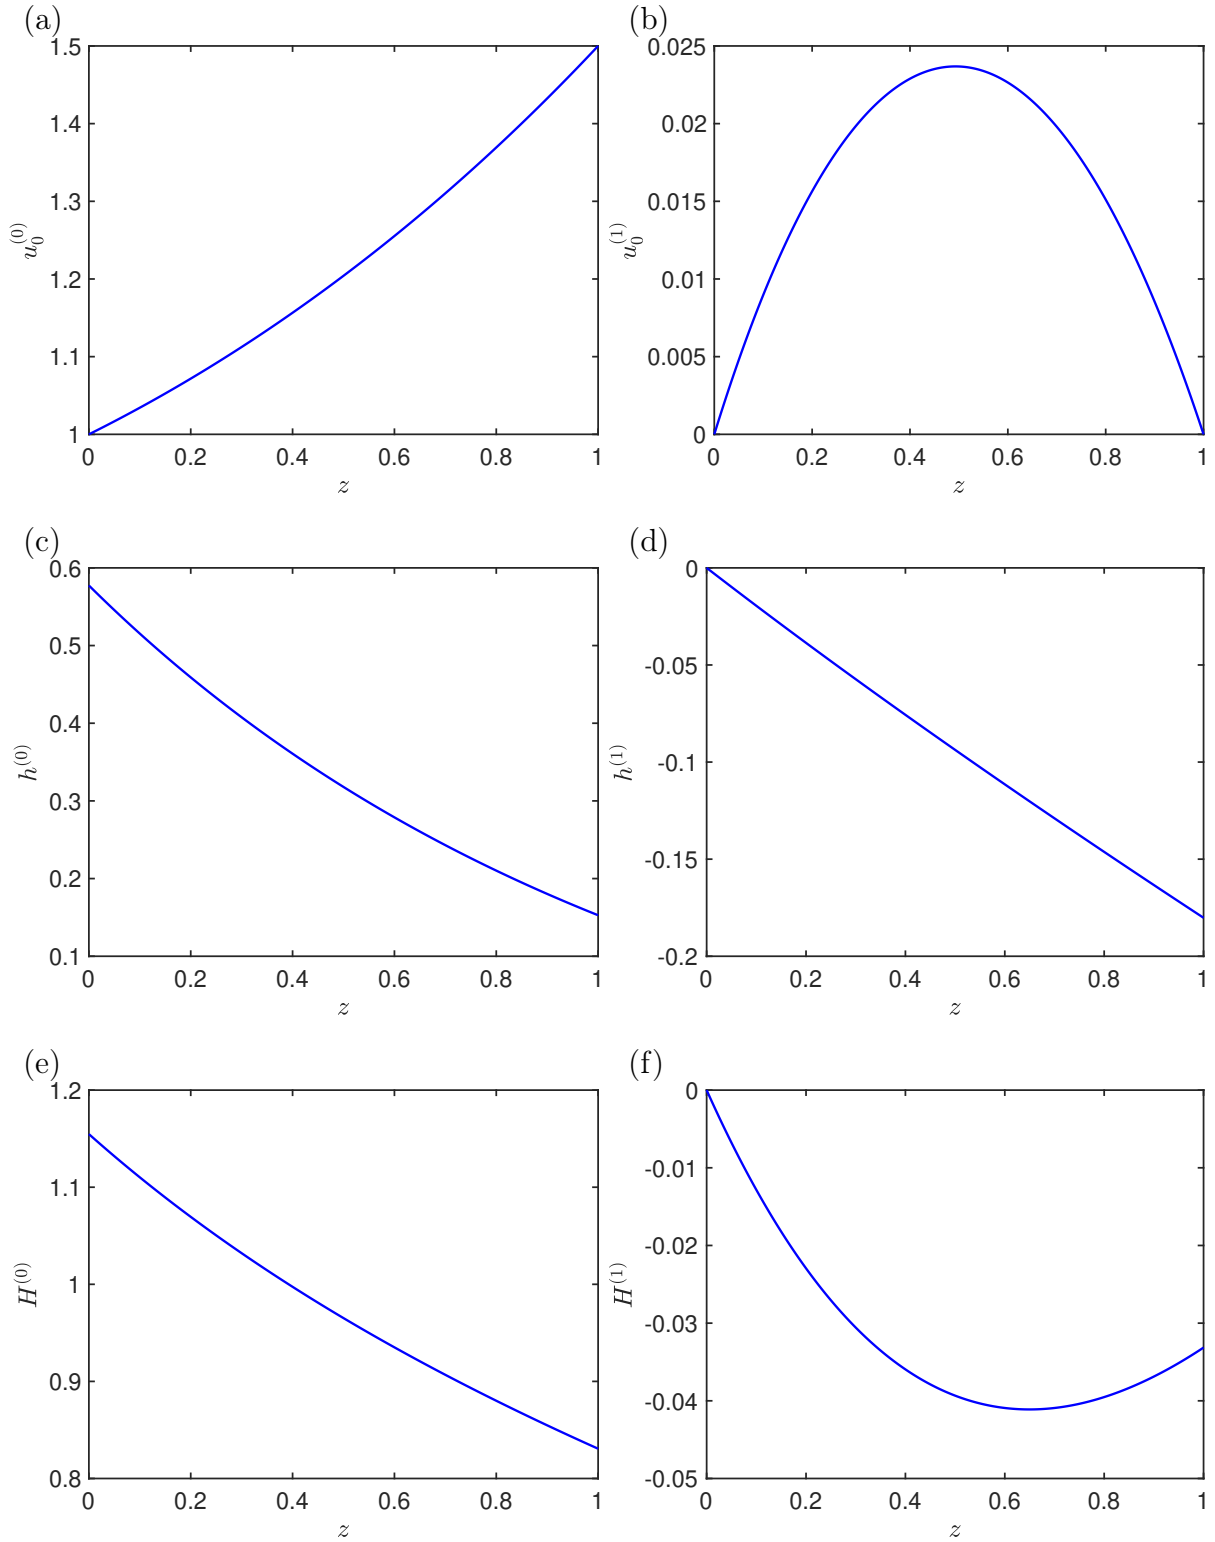 (a)
1.5
1.4
1.3
1.2
1.1
1
0 0.2 0.4 0.6 0.8 1
z
u_0^{(0)}
(b)
0.025
0.02
0.015
0.01
0.005
0
0 0.2 0.4 0.6 0.8 1
z
u_0^{(1)}
(c)
0.6
0.5
0.4
0.3
0.2
0.1
0 0.2 0.4 0.6 0.8 1
z
h^{(0)}
(d)
0
-0.05
-0.1
-0.15
-0.2
0 0.2 0.4 0.6 0.8 1
z
h^{(1)}
(e)
1.2
1.1
1
0.9
0.8
0 0.2 0.4 0.6 0.8 1
z
H^{(0)}
(f)
0
-0.01
-0.02
-0.03
-0.04
-0.05
0 0.2 0.4 0.6 0.8 1
z
H^{(1)}